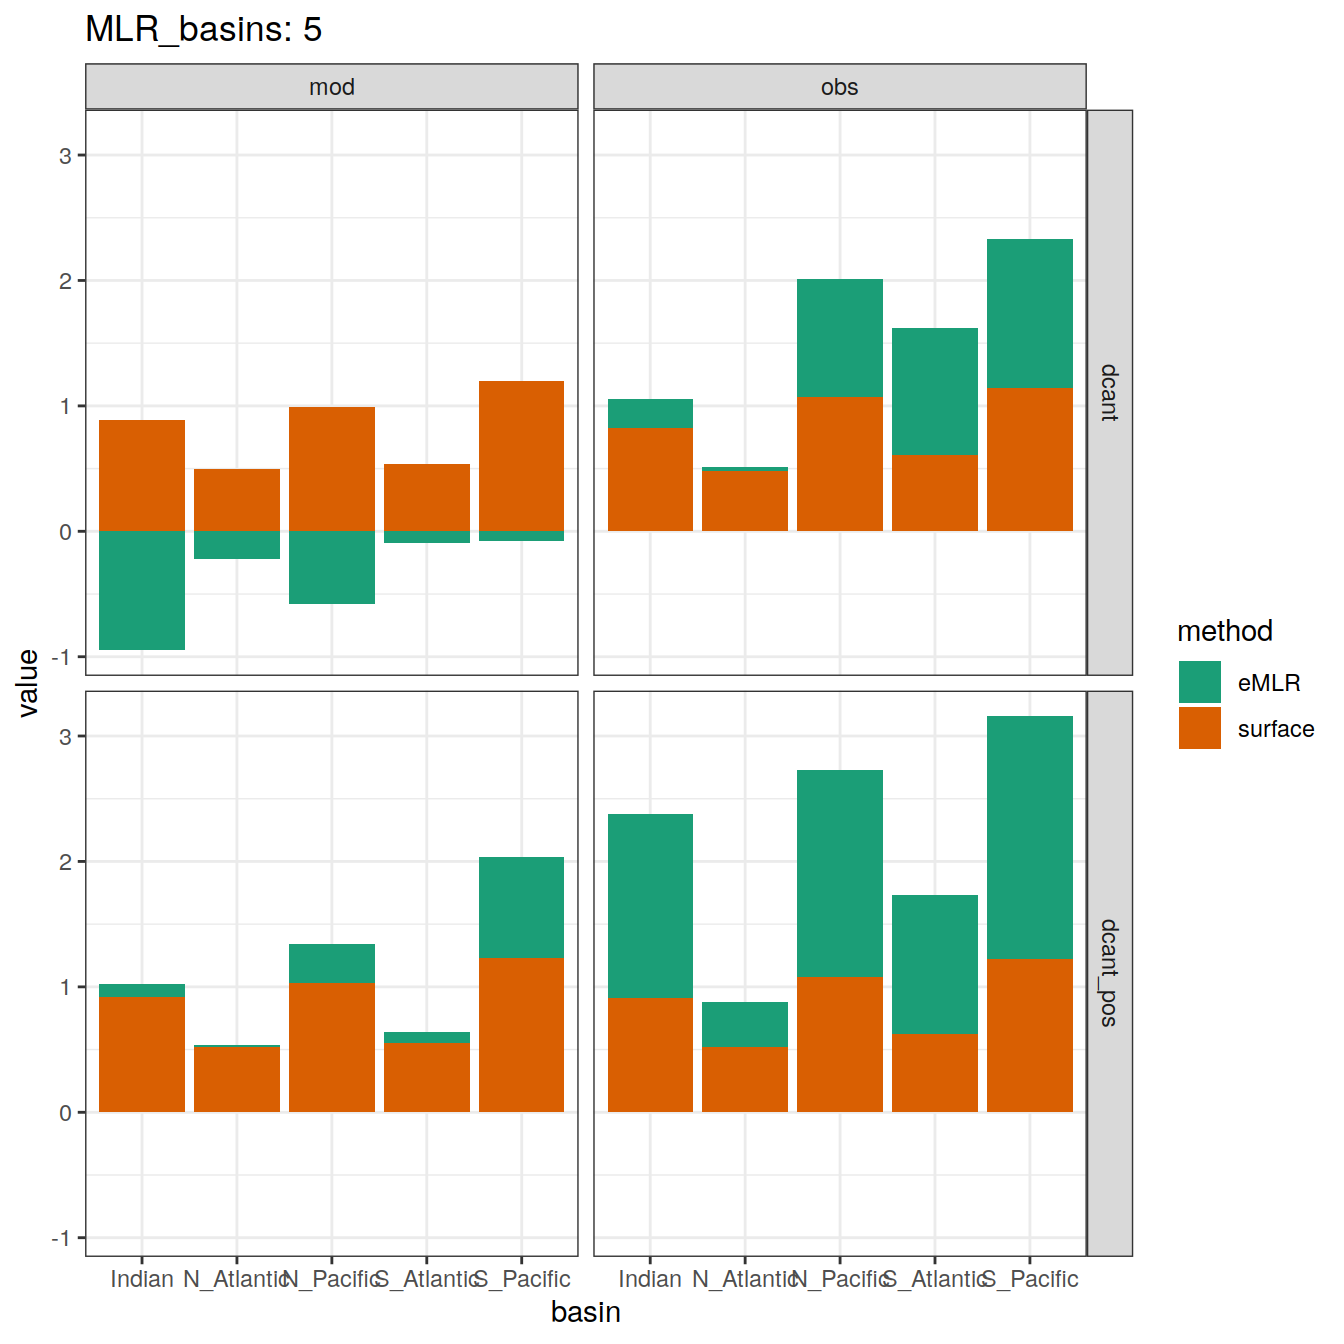 MLR_basins: 5
mod
obs
3
2
1
0
-1
dcant
value
3
2
1
0
-1
dcant_pos
Indian N_Atlantic N_Pacific S_Atlantic S_Pacific
Indian N_Atlantic N_Pacific S_Atlantic S_Pacific
basin
method
eMLR
surface